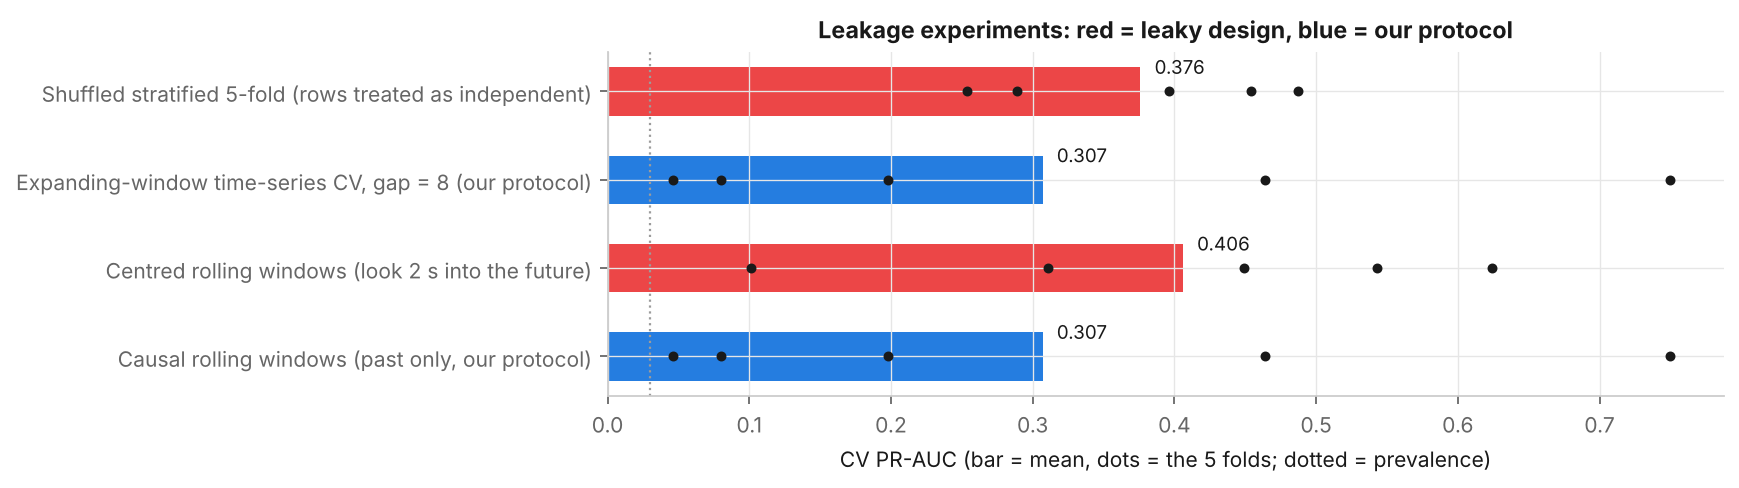 Leakage experiments: red = leaky design, blue = our protocol
Shuffled stratified 5-fold (rows treated as independent)
0.376
Expanding-window time-series CV, gap = 8 (our protocol)
0.307
Centred rolling windows (look 2 s into the future)
0.406
Causal rolling windows (past only, our protocol)
0.307
0.0 0.1 0.2 0.3 0.4 0.5 0.6 0.7
CV PR-AUC (bar = mean, dots = the 5 folds; dotted = prevalence)